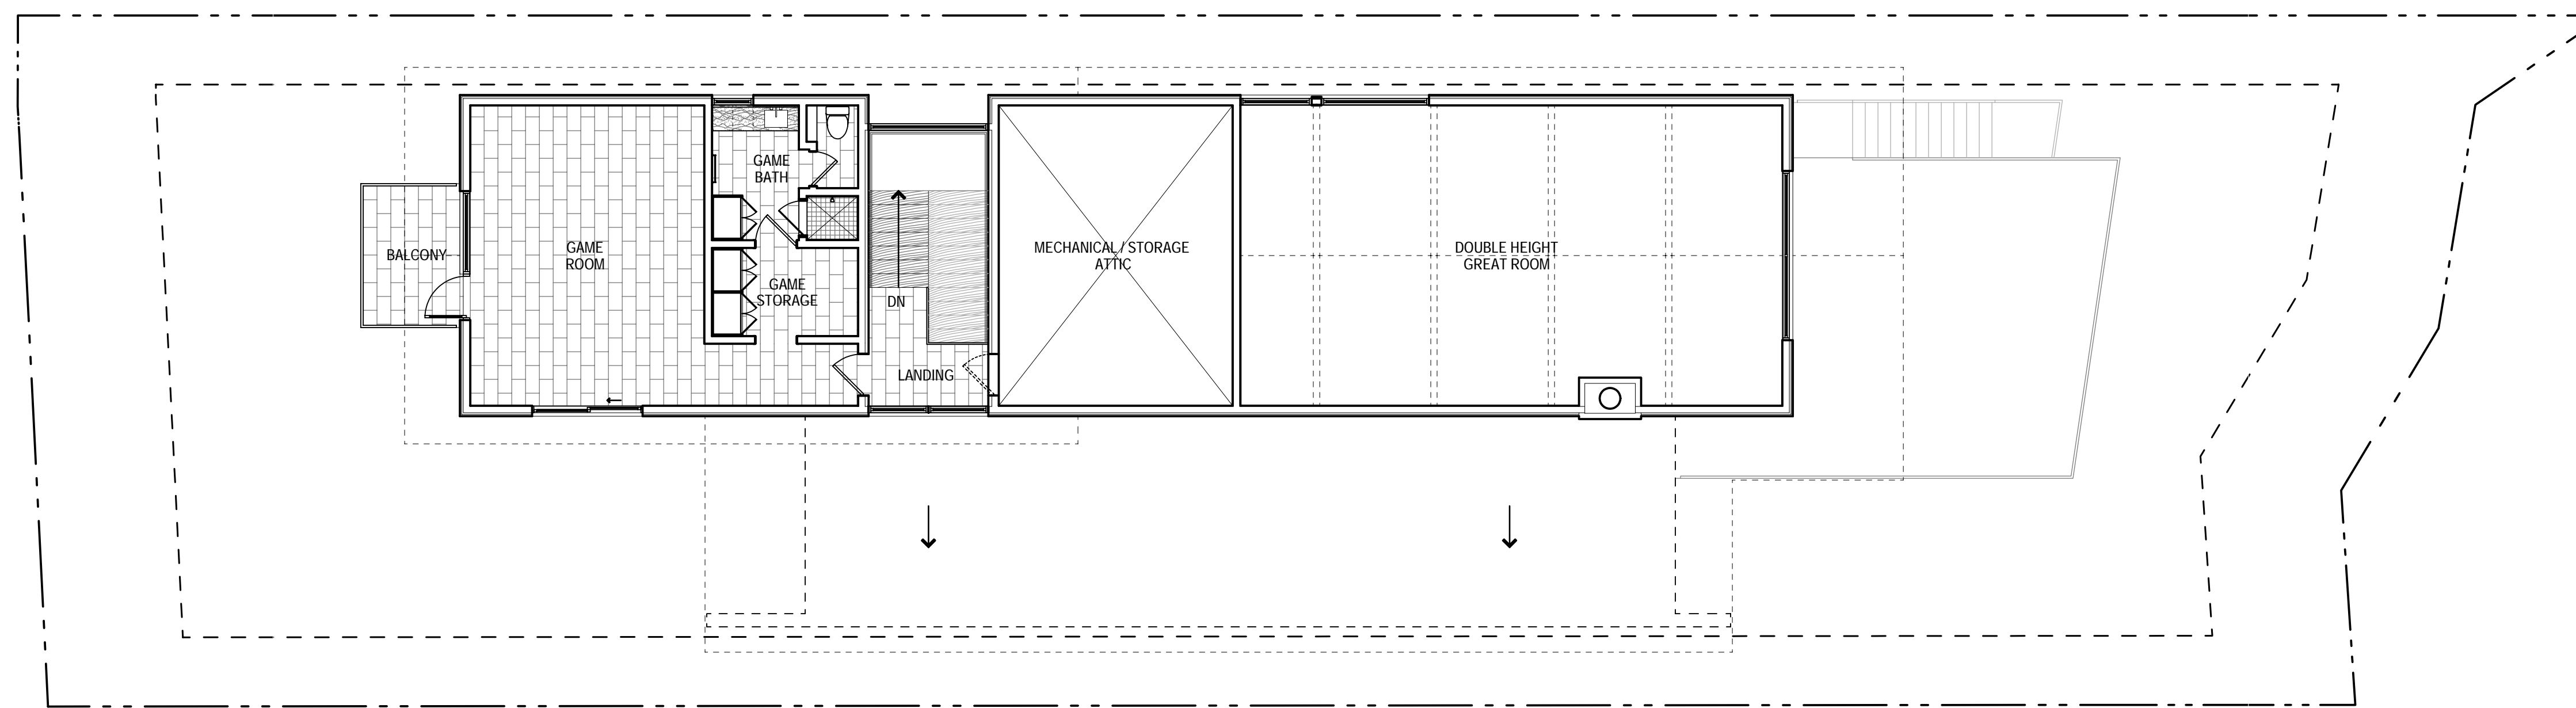 BALCONY
GAME
ROOM
GAME
BATH
GAME
STORAGE
DN
LANDING
MECHANICAL / STORAGE
ATTIC
DOUBLE HEIGHT
GREAT ROOM